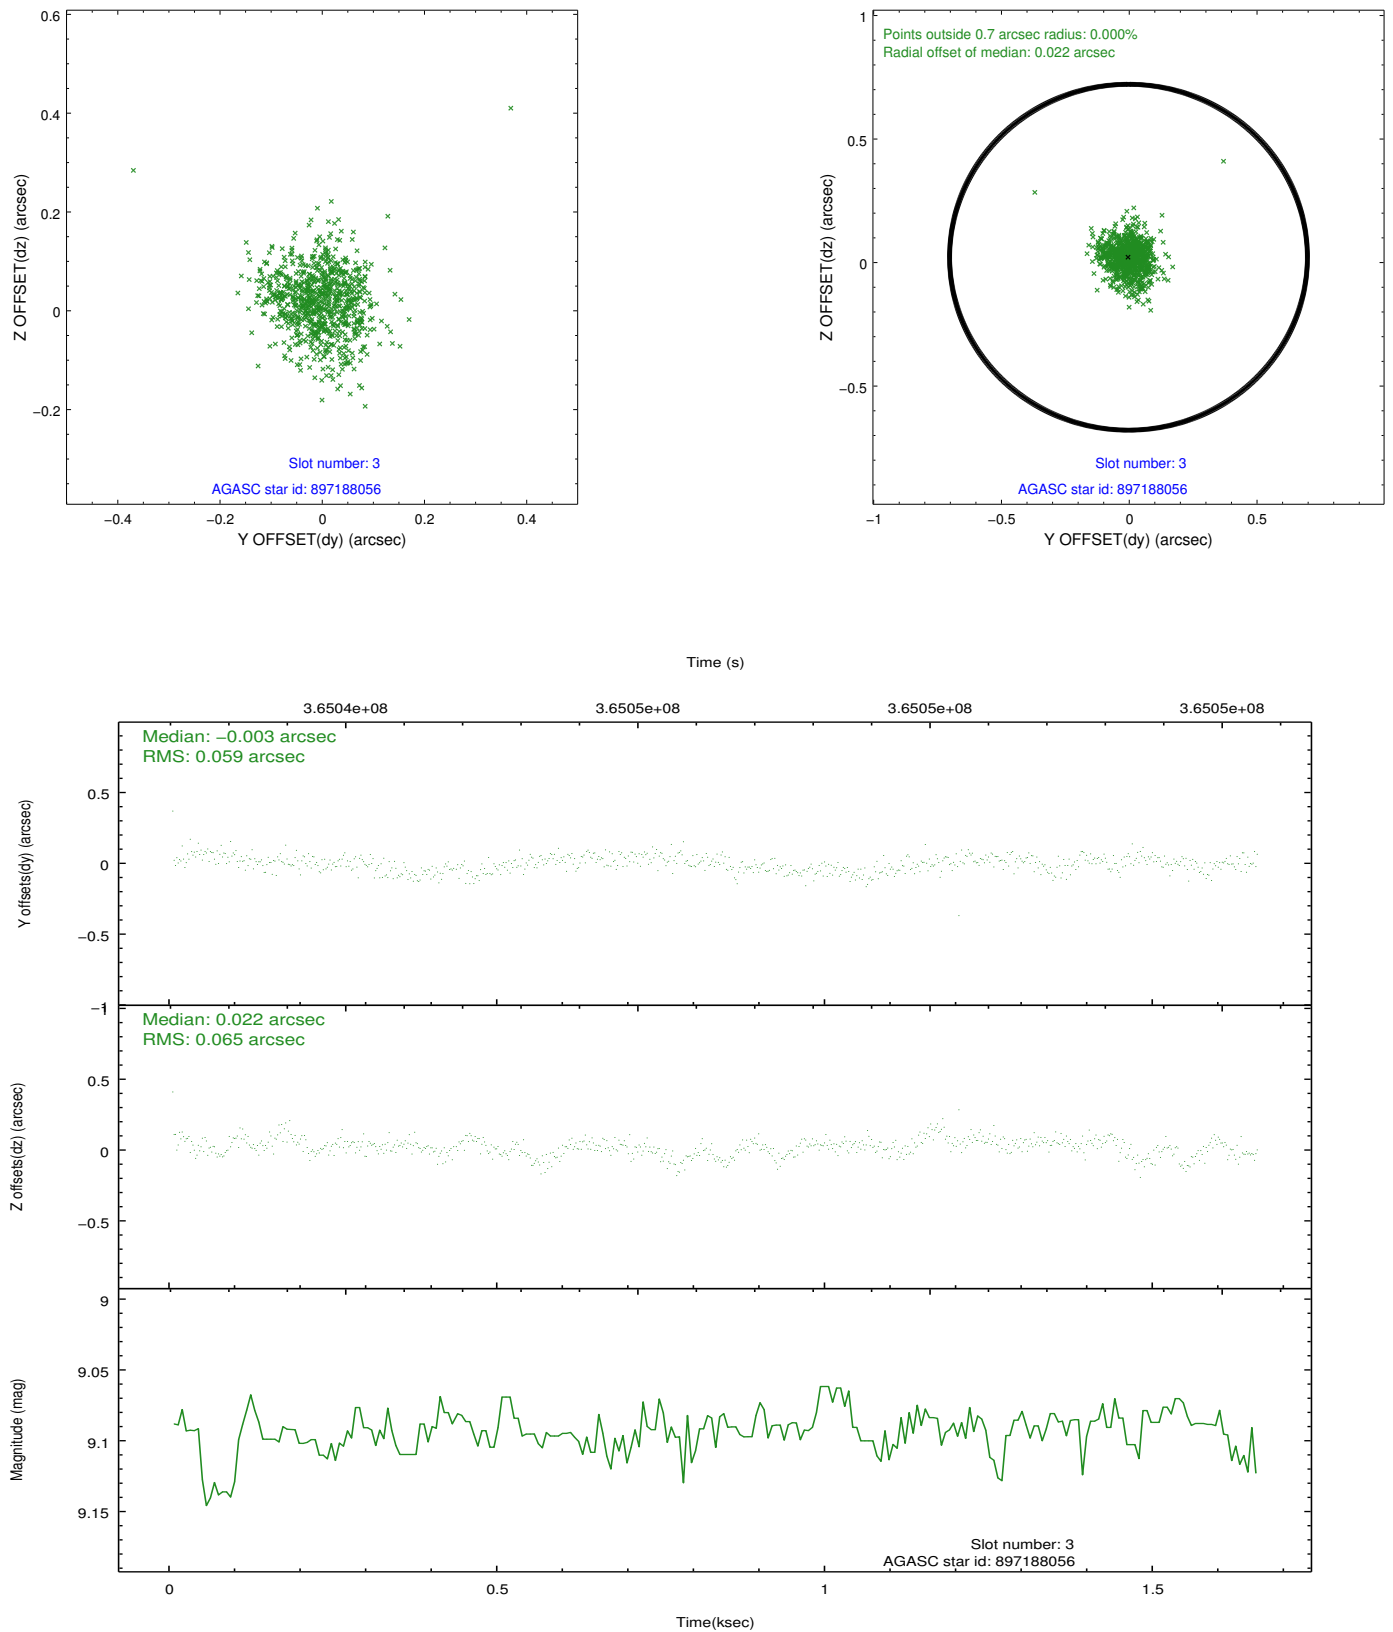 0.6
0.4
0.2
0
−0.2
Z OFFSET(dz) (arcsec)
Slot number: 3
AGASC star id: 897188056
−0.4
−0.2
0
0.2
0.4
Y OFFSET(dy) (arcsec)
Points outside 0.7 arcsec radius: 0.000%
Radial offset of median: 0.022 arcsec
1
0.5
0
−0.5
Z OFFSET(dz) (arcsec)
Slot number: 3
AGASC star id: 897188056
−1
−0.5
0
0.5
Y OFFSET(dy) (arcsec)
Time (s)
3.6504e+08
3.6505e+08
3.6505e+08
3.6505e+08
Median: −0.003 arcsec
RMS: 0.059 arcsec
0.5
0
−0.5
−1
Y offsets(dy) (arcsec)
Median: 0.022 arcsec
RMS: 0.065 arcsec
1
0.5
0
−0.5
Z offsets(dz) (arcsec)
9
9.05
9.1
9.15
Magnitude (mag)
Slot number: 3
AGASC star id: 897188056
0
0.5
1
1.5
Time(ksec)